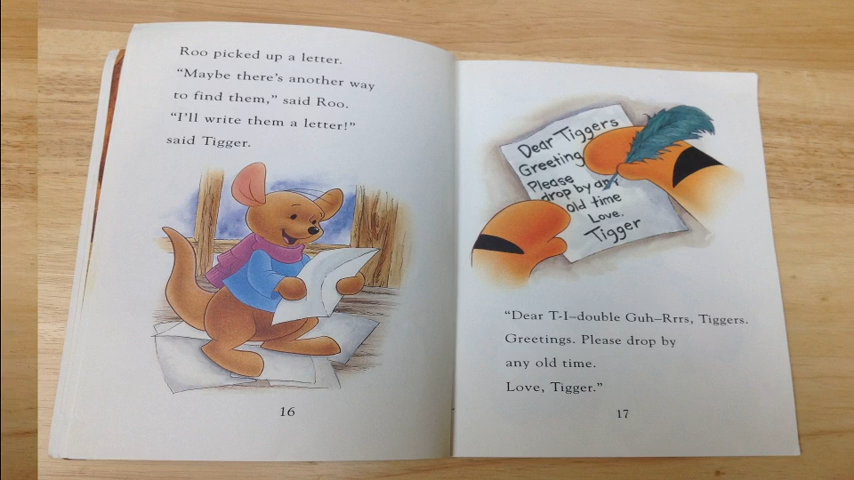 Roo picked up a letter.
“Maybe there’s another way
to find them,” said Roo.
“I’ll write them a letter!”
said Tigger.
16
Dear Tiggers
Greeting
Please
drop by any
old time
Love,
Tigger
“Dear T-I–double Guh–Rrrs, Tiggers.
Greetings. Please drop by
any old time.
Love, Tigger.”
17